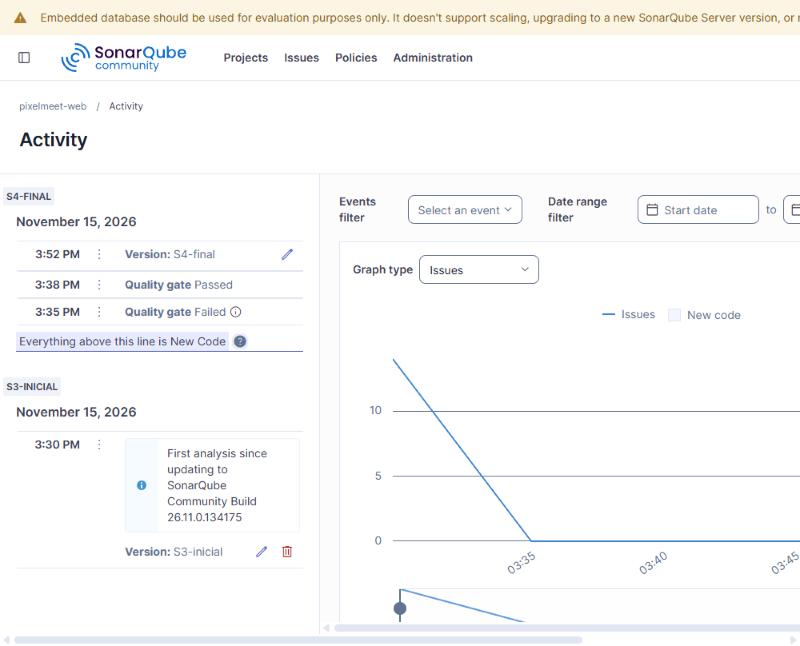 Embedded database should be used for evaluation purposes only. It doesn't support scaling, upgrading to a new SonarQube Server version, or
SonarQube
community
Projects Issues Policies Administration
pixelmeet-web / Activity
Activity
S4-FINAL
November 15, 2026
3:52 PM Version: S4-final
3:38 PM Quality gate Passed
3:35 PM Quality gate Failed
Everything above this line is New Code ?
S3-INICIAL
November 15, 2026
3:30 PM
First analysis since
updating to
SonarQube
Community Build
26.11.0.134175
Version: S3-inicial
Events
filter
Select an event
Date range
filter
Start date
to
Graph type
Issues
Issues New code
10
5
0
03:35
03:40
03:45